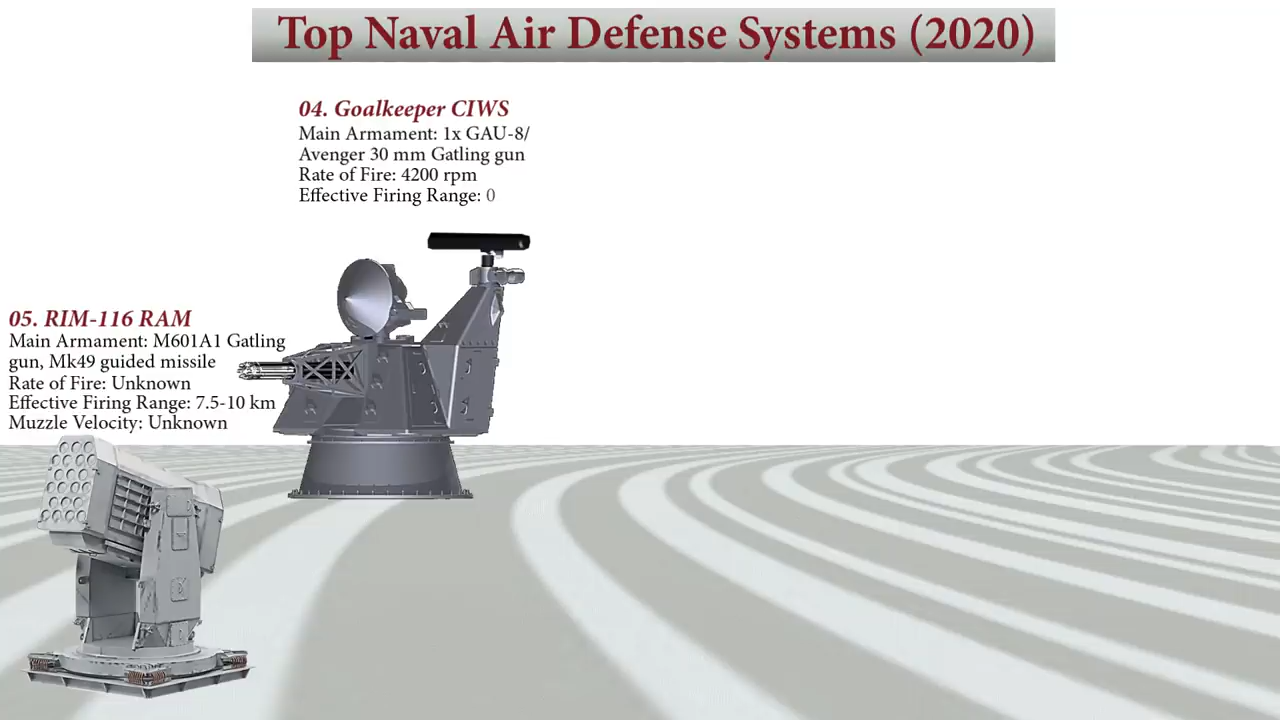 Top Naval Air Defense Systems (2020)
04. Goalkeeper CIWS
Main Armament: 1x GAU-8/
Avenger 30 mm Gatling gun
Rate of Fire: 4200 rpm
Effective Firing Range: 0
05. RIM-116 RAM
Main Armament: M601A1 Gatling
gun, Mk49 guided missile
Rate of Fire: Unknown
Effective Firing Range: 7.5-10 km
Muzzle Velocity: Unknown